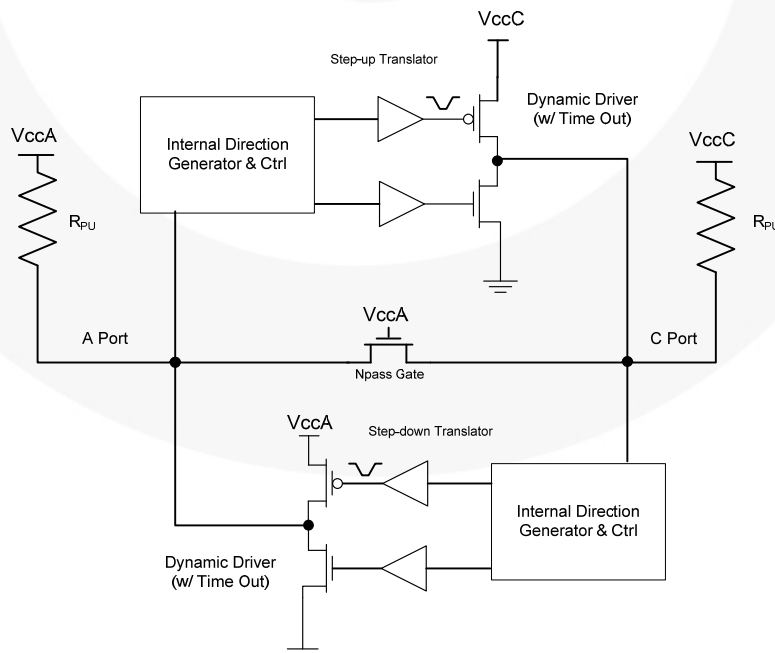 VccC
Step-up Translator
Dynamic Driver
(w/ Time Out)
Internal Direction
Generator & Ctrl
VccA
RPU
VccC
RPU
A Port
VccA
C Port
Npass Gate
VccA
Step-down Translator
Internal Direction
Generator & Ctrl
Dynamic Driver
(w/ Time Out)